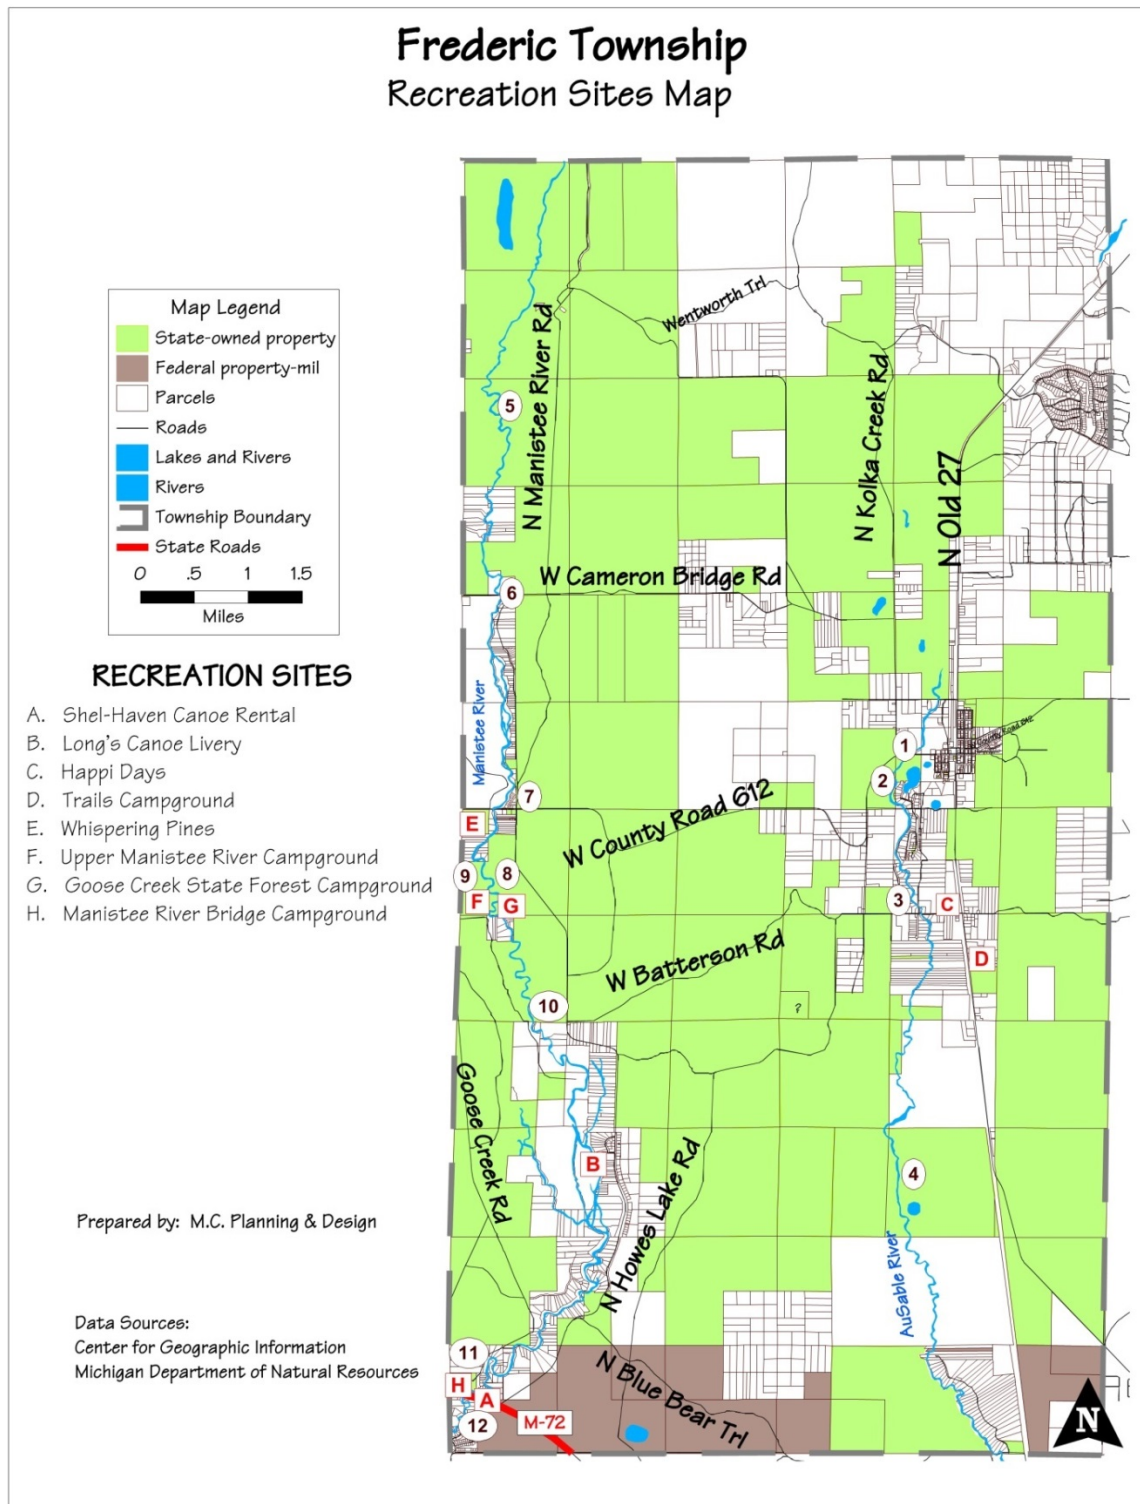 Frederic Township
Recreation Sites Map
Map Legend
State-owned property
Federal property-mil
Parcels
Roads
Lakes and Rivers
Rivers
Township Boundary
State Roads
0 .5 1 1.5
Miles
RECREATION SITES
A. Shel-Haven Canoe Rental
B. Long's Canoe Livery
C. Happi Days
D. Trails Campground
E. Whispering Pines
F. Upper Manistee River Campground
G. Goose Creek State Forest Campground
H. Manistee River Bridge Campground
Prepared by: M.C. Planning & Design
Data Sources:
Center for Geographic Information
Michigan Department of Natural Resources
Wentworth Trl
N Manistee River Rd
N Kolka Creek Rd
N Old 27
5
W Cameron Bridge Rd
6
Manistee River
County Road 612
1
2
7
W County Road 612
E
9
8
F
G
3
C
W Batterson Rd
D
10
?
Goose Creek Rd
B
N Howes Lake Rd
4
AuSable River
11
H
A
12
M-72
N Blue Bear Trl
N